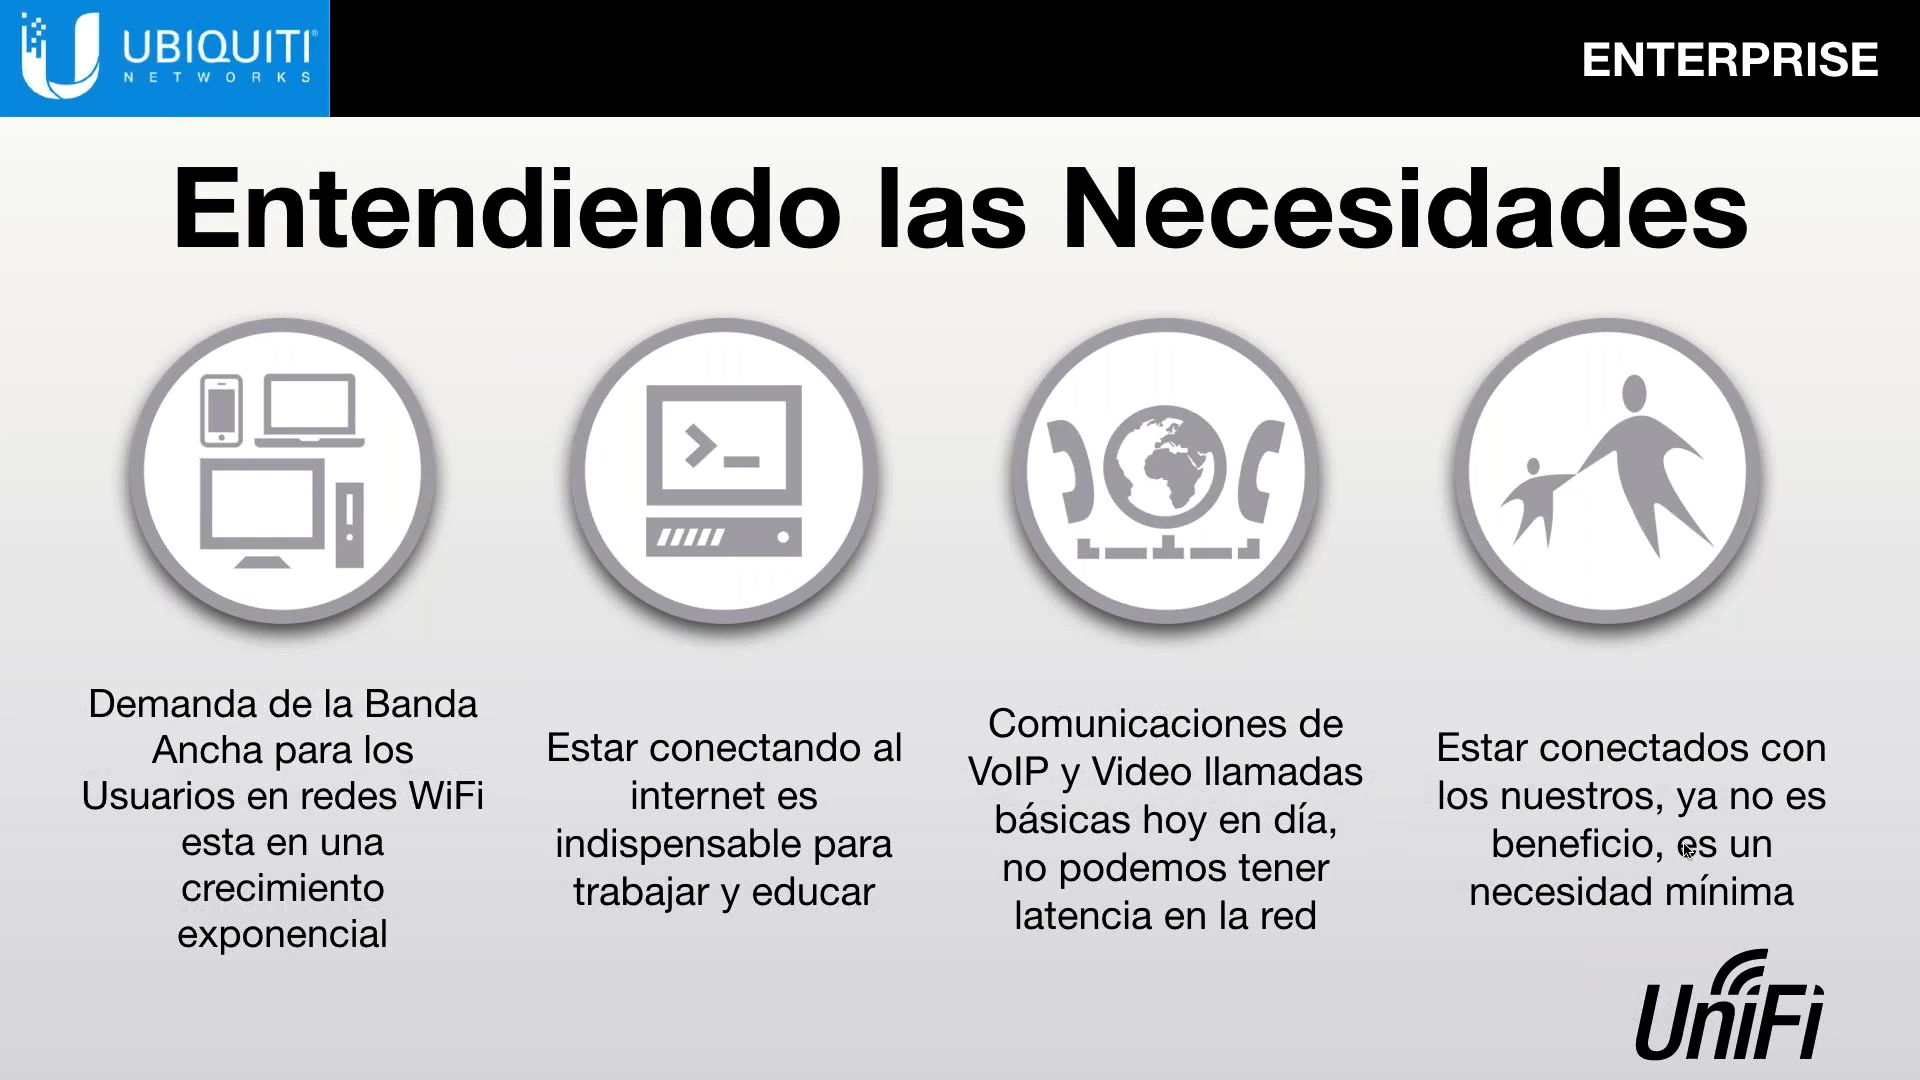 UBIQUITI®
NETWORKS
ENTERPRISE
Entendiendo las Necesidades
Demanda de la Banda
Ancha para los
Usuarios en redes WiFi
esta en una
crecimiento
exponencial
Estar conectando al
internet es
indispensable para
trabajar y educar
Comunicaciones de
VoIP y Video llamadas
básicas hoy en día,
no podemos tener
latencia en la red
Estar conectados con
los nuestros, ya no es
beneficio, es un
necesidad mínima
UniFi